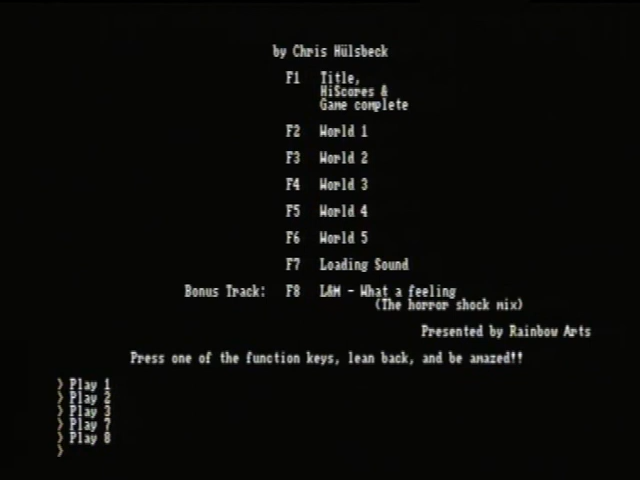 by Chris Hülsbeck
F1 Title,
HiScores &
Game complete
F2 World 1
F3 World 2
F4 World 3
F5 World 4
F6 World 5
F7 Loading Sound
Bonus Track: F8 L&M - What a feeling
(The horror shock mix)
Presented by Rainbow Arts
Press one of the function keys, lean back, and be amazed!!
> Play 1
> Play 2
> Play 3
> Play 7
> Play 8
>